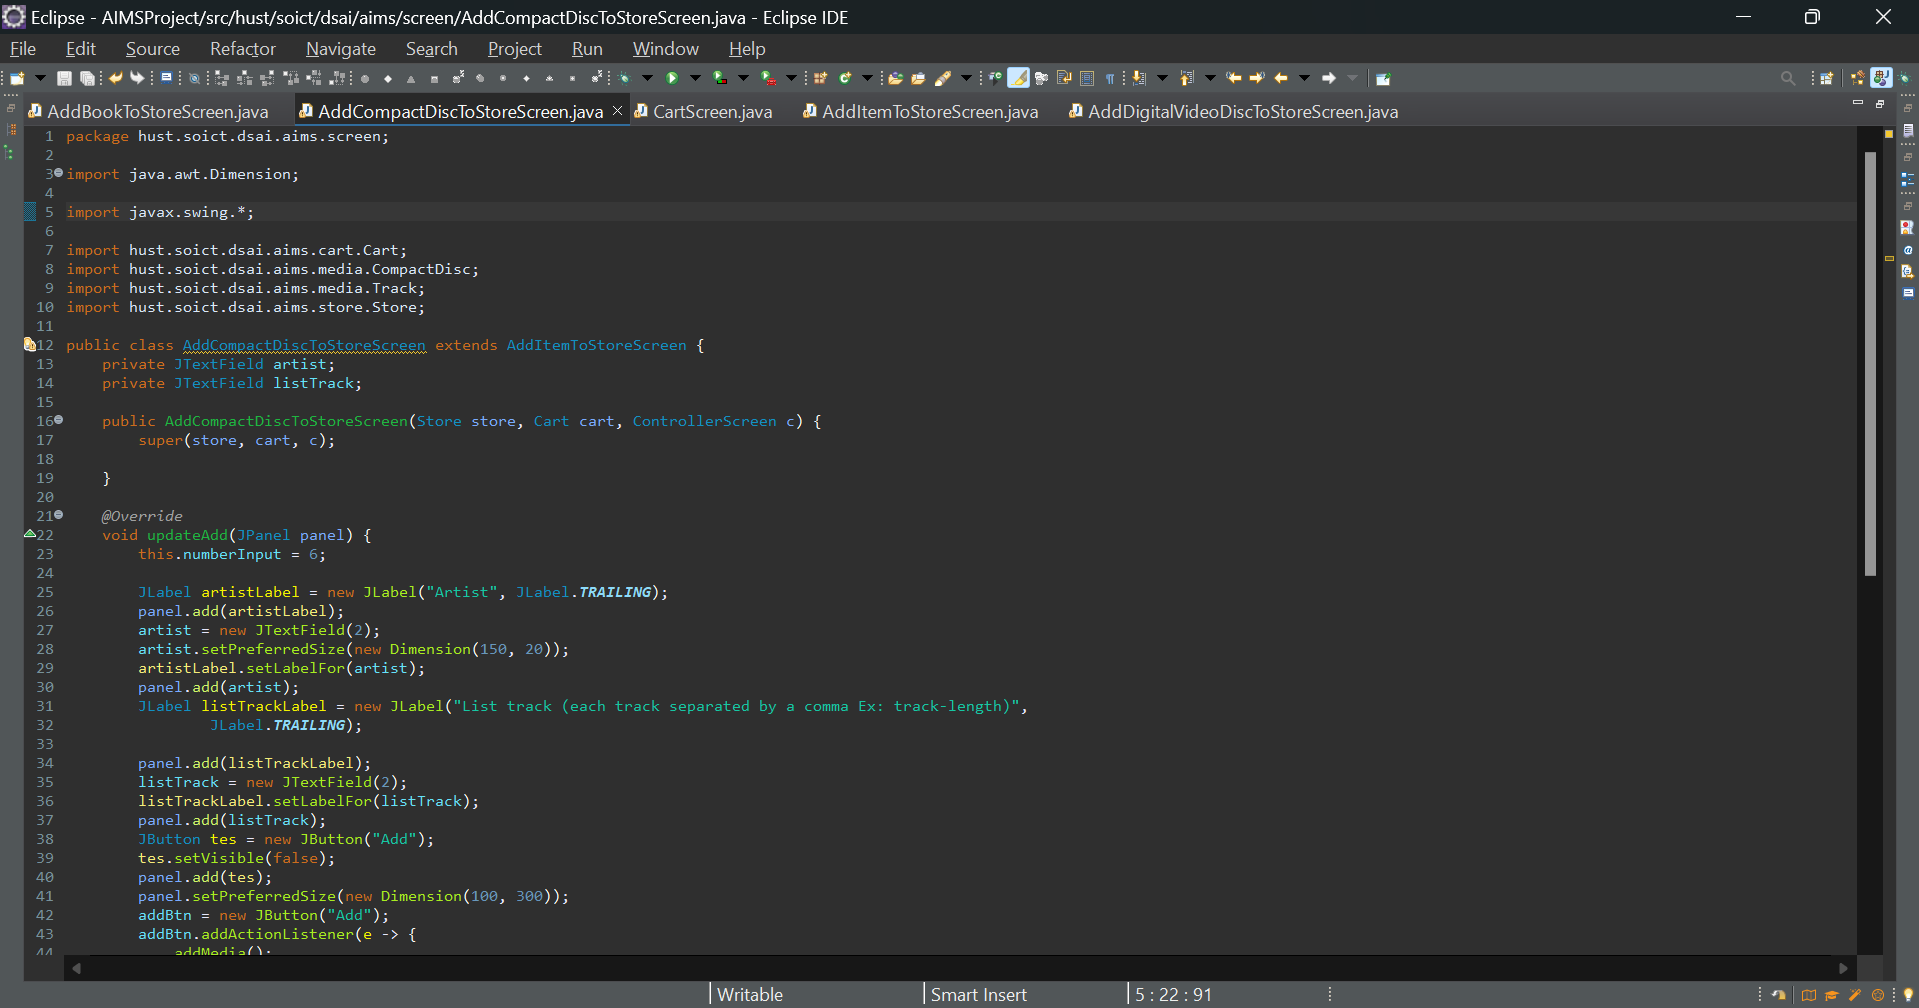 Eclipse - AIMSProject/src/hust/soict/dsai/aims/screen/AddCompactDiscToStoreScreen.java - Eclipse IDE
File Edit Source Refactor Navigate Search Project Run Window Help
AddBookToStoreScreen.java AddCompactDiscToStoreScreen.java CartScreen.java AddItemToStoreScreen.java AddDigitalVideoDiscToStoreScreen.java
1 package hust.soict.dsai.aims.screen;
2
3 import java.awt.Dimension;
4
5 import javax.swing.*;
6
7 import hust.soict.dsai.aims.cart.Cart;
8 import hust.soict.dsai.aims.media.CompactDisc;
9 import hust.soict.dsai.aims.media.Track;
10 import hust.soict.dsai.aims.store.Store;
11
12 public class AddCompactDiscToStoreScreen extends AddItemToStoreScreen {
13 private JTextField artist;
14 private JTextField listTrack;
15
16 public AddCompactDiscToStoreScreen(Store store, Cart cart, ControllerScreen c) {
17 super(store, cart, c);
18
19 }
20
21 @Override
22 void updateAdd(JPanel panel) {
23 this.numberInput = 6;
24
25 JLabel artistLabel = new JLabel("Artist", JLabel.TRAILING);
26 panel.add(artistLabel);
27 artist = new JTextField(2);
28 artist.setPreferredSize(new Dimension(150, 20));
29 artistLabel.setLabelFor(artist);
30 panel.add(artist);
31 JLabel listTrackLabel = new JLabel("List track (each track separated by a comma Ex: track-length)",
32 JLabel.TRAILING);
33
34 panel.add(listTrackLabel);
35 listTrack = new JTextField(2);
36 listTrackLabel.setLabelFor(listTrack);
37 panel.add(listTrack);
38 JButton tes = new JButton("Add");
39 tes.setVisible(false);
40 panel.add(tes);
41 panel.setPreferredSize(new Dimension(100, 300));
42 addBtn = new JButton("Add");
43 addBtn.addActionListener(e -> {
44 addMedia();
Writable Smart Insert 5 : 22 : 91